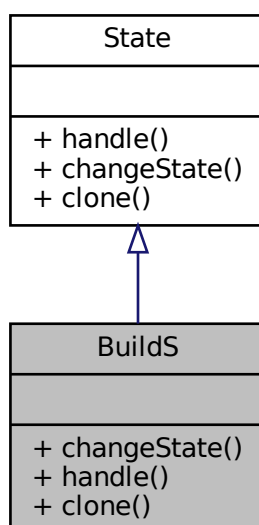 State
+ handle()
+ changeState()
+ clone()
BuildS
+ changeState()
+ handle()
+ clone()